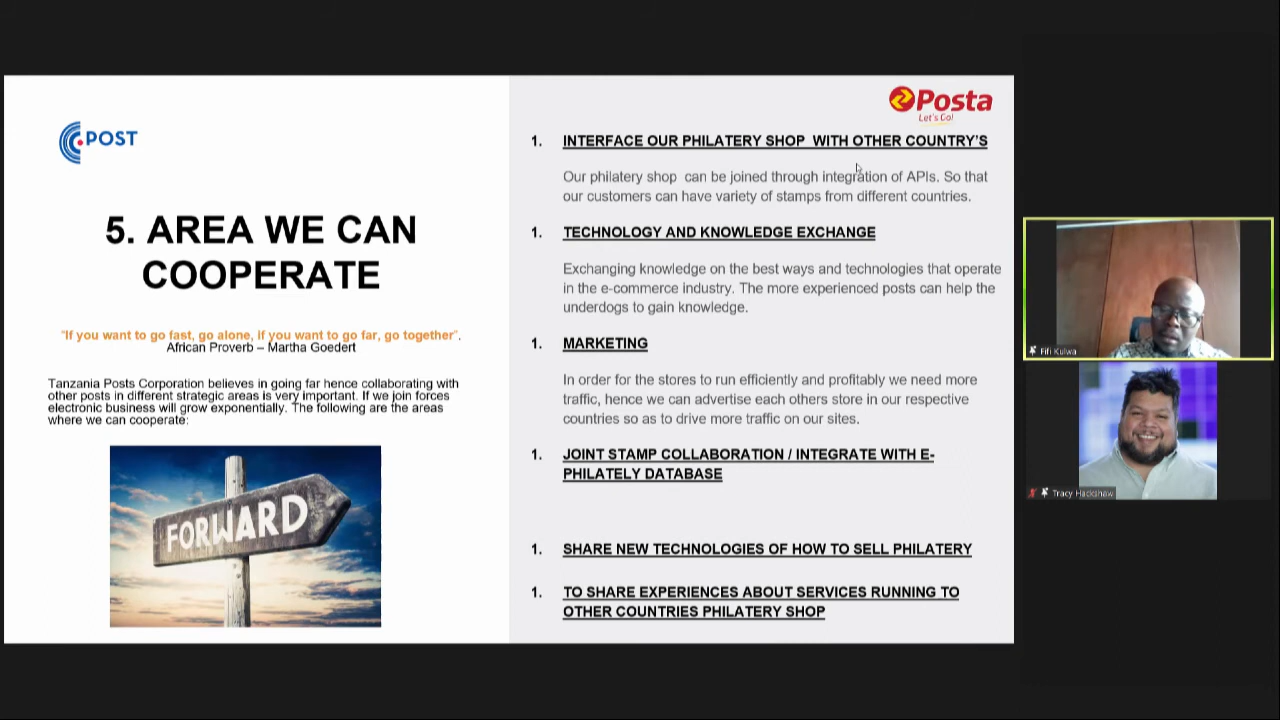 POST
5. AREA WE CAN
COOPERATE
"If you want to go fast, go alone, if you want to go far, go together".
African Proverb – Martha Goedert
Tanzania Posts Corporation believes in going far hence collaborating with
other posts in different strategic areas is very important. If we join forces
electronic business will grow exponentially. The following are the areas
where we can cooperate:
FORWARD
Posta
Let's Go!
1. INTERFACE OUR PHILATERY SHOP WITH OTHER COUNTRY'S
Our philatery shop can be joined through integration of APIs. So that
our customers can have variety of stamps from different countries.
1. TECHNOLOGY AND KNOWLEDGE EXCHANGE
Exchanging knowledge on the best ways and technologies that operate
in the e-commerce industry. The more experienced posts can help the
underdogs to gain knowledge.
1. MARKETING
In order for the stores to run efficiently and profitably we need more
traffic, hence we can advertise each others store in our respective
countries so as to drive more traffic on our sites.
1. JOINT STAMP COLLABORATION / INTEGRATE WITH E-
PHILATELY DATABASE
1. SHARE NEW TECHNOLOGIES OF HOW TO SELL PHILATERY
1. TO SHARE EXPERIENCES ABOUT SERVICES RUNNING TO
OTHER COUNTRIES PHILATERY SHOP
Fifi Kulwa
Tracy Hackshaw